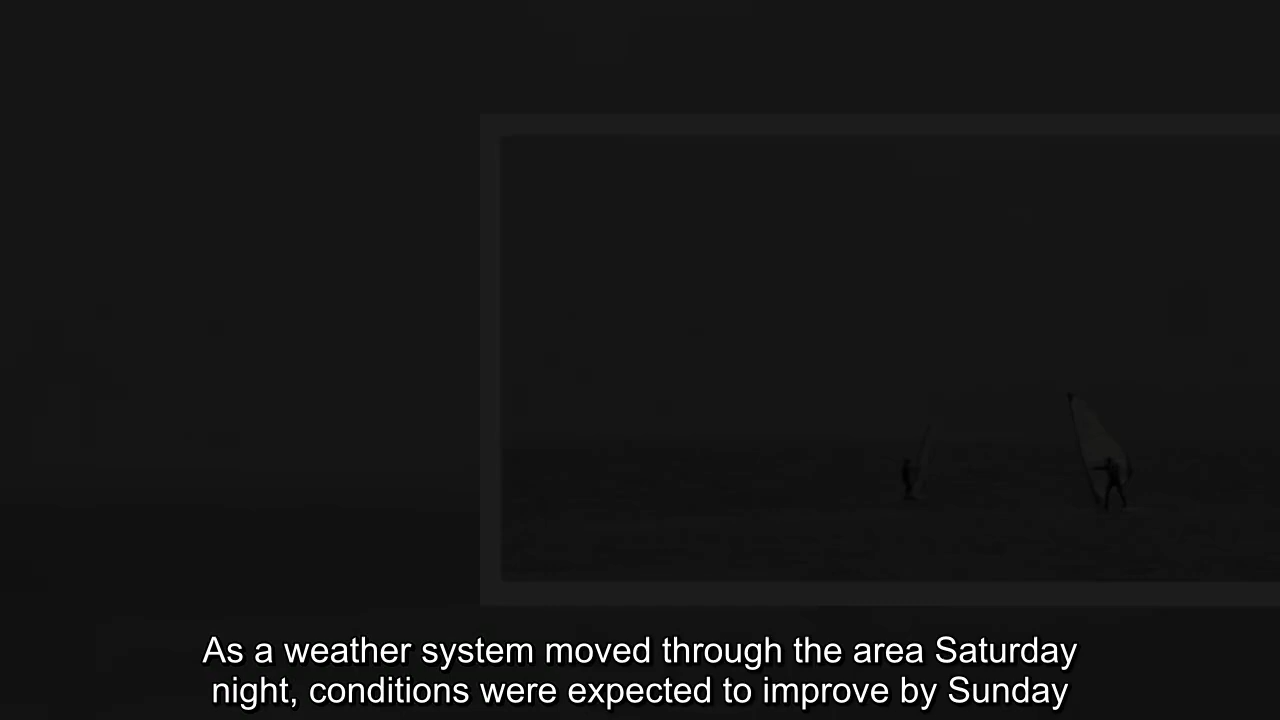 As a weather system moved through the area Saturday
night, conditions were expected to improve by Sunday